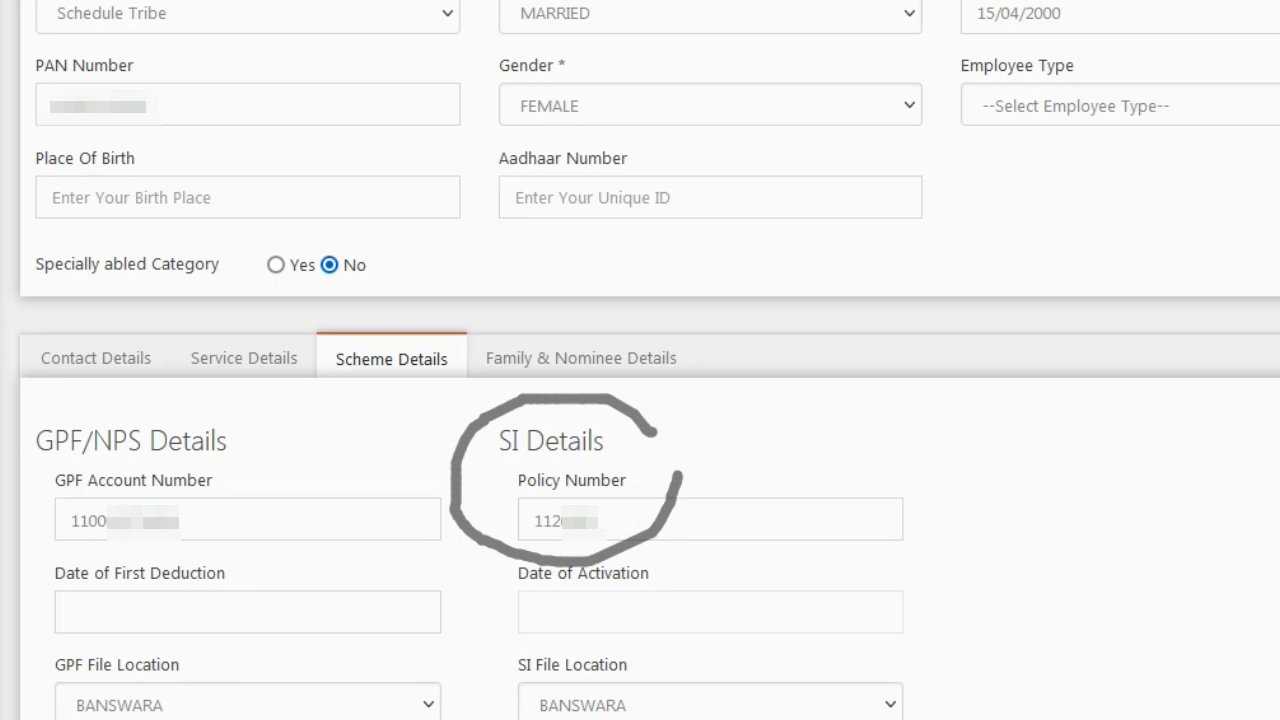 Schedule Tribe MARRIED 15/04/2000
PAN Number Gender * Employee Type
FEMALE --Select Employee Type--
Place Of Birth Aadhaar Number
Enter Your Birth Place Enter Your Unique ID
Specially abled Category Yes No
Contact Details Service Details Scheme Details Family & Nominee Details
GPF/NPS Details SI Details
GPF Account Number Policy Number
1100 112
Date of First Deduction Date of Activation
GPF File Location SI File Location
BANSWARA BANSWARA